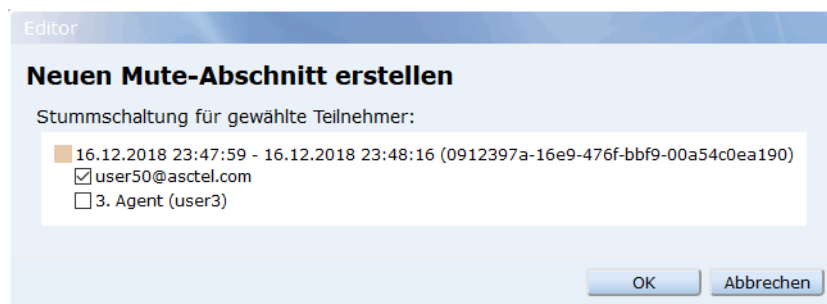 Editor
Neuen Mute-Abschnitt erstellen
Stummschaltung für gewählte Teilnehmer:
16.12.2018 23:47:59 - 16.12.2018 23:48:16 (0912397a-16e9-476f-bbf9-00a54c0ea190)
user50@asctel.com
3. Agent (user3)
OK Abbrechen